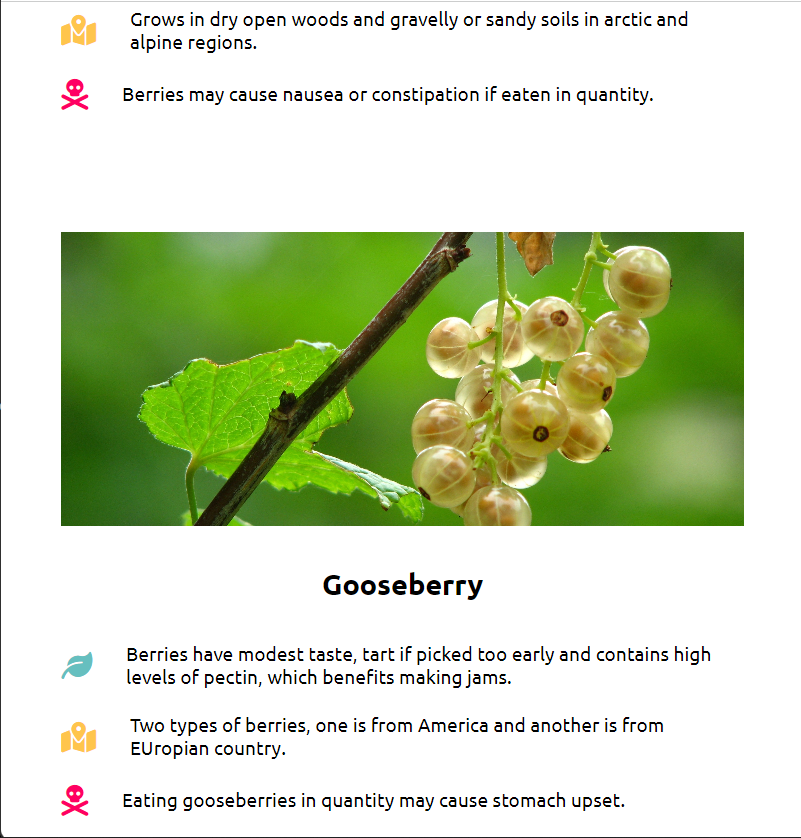 Grows in dry open woods and gravelly or sandy soils in arctic and
alpine regions.
Berries may cause nausea or constipation if eaten in quantity.
Gooseberry
Berries have modest taste, tart if picked too early and contains high
levels of pectin, which benefits making jams.
Two types of berries, one is from America and another is from
EUropian country.
Eating gooseberries in quantity may cause stomach upset.